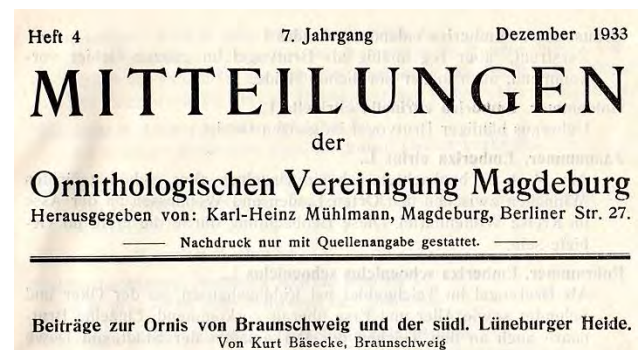 Heft 4 7. Jahrgang Dezember 1933
MITTEILUNGEN
der
Ornithologischen Vereinigung Magdeburg
Herausgegeben von: Karl-Heinz Mühlmann, Magdeburg, Berliner Str. 27.
Nachdruck nur mit Quellenangabe gestattet.
Beiträge zur Ornis von Braunschweig und der südl. Lüneburger Heide.
Von Kurt Bäsecke, Braunschweig